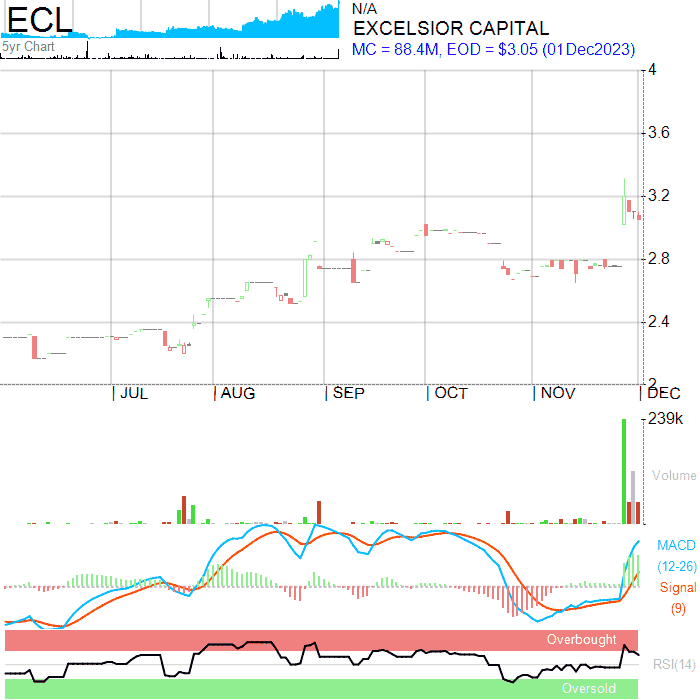 ECL
5yr Chart
N/A
EXCELSIOR CAPITAL
MC = 88.4M, EOD = $3.05 (01Dec2023)
4
3.6
3.2
2.8
2.4
2
JUL AUG SEP OCT NOV DEC
239k
Volume
MACD
(12-26)
Signal
(9)
Overbought
RSI(14)
Oversold